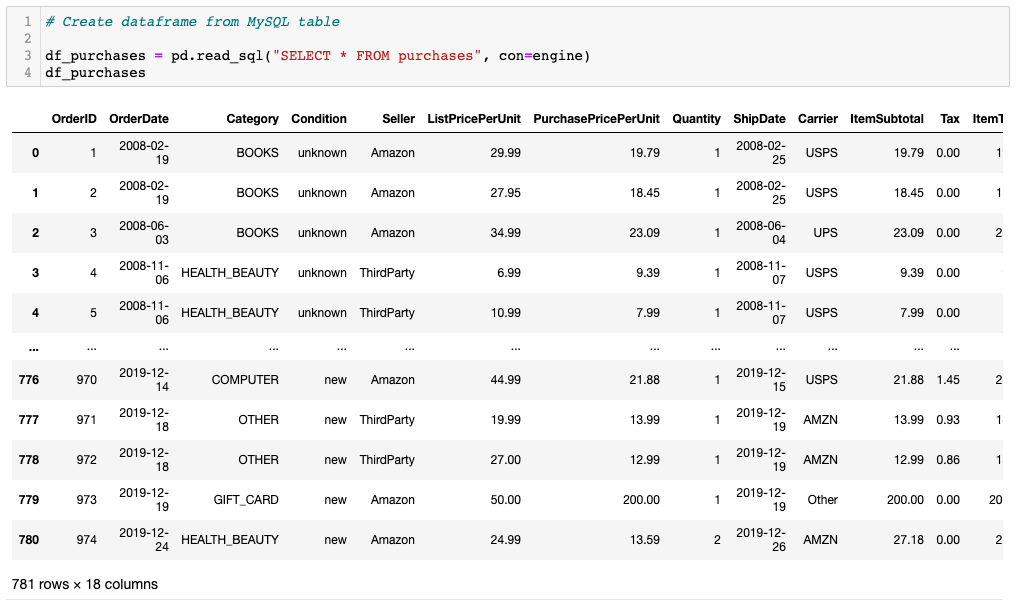 1 # Create dataframe from MySQL table
2
3 df_purchases = pd.read_sql("SELECT * FROM purchases", con=engine)
4 df_purchases
OrderID OrderDate Category Condition Seller ListPricePerUnit PurchasePricePerUnit Quantity ShipDate Carrier ItemSubtotal Tax
0 1 2008-02-19 BOOKS unknown Amazon 29.99 19.79 1 2008-02-25 USPS 19.79 0.00
1 2 2008-02-19 BOOKS unknown Amazon 27.95 18.45 1 2008-02-25 USPS 18.45 0.00
2 3 2008-06-03 BOOKS unknown Amazon 34.99 23.09 1 2008-06-04 UPS 23.09 0.00
3 4 2008-11-06 HEALTH_BEAUTY unknown ThirdParty 6.99 9.39 1 2008-11-07 USPS 9.39 0.00
4 5 2008-11-06 HEALTH_BEAUTY unknown ThirdParty 10.99 7.99 1 2008-11-07 USPS 7.99 0.00
... ... ... ... ... ... ... ... ... ... ... ... ...
776 970 2019-12-14 COMPUTER new Amazon 44.99 21.88 1 2019-12-15 USPS 21.88 1.45
777 971 2019-12-18 OTHER new ThirdParty 19.99 13.99 1 2019-12-19 AMZN 13.99 0.93
778 972 2019-12-18 OTHER new ThirdParty 27.00 12.99 1 2019-12-19 AMZN 12.99 0.86
779 973 2019-12-19 GIFT_CARD new Amazon 50.00 200.00 1 2019-12-19 Other 200.00 0.00
780 974 2019-12-24 HEALTH_BEAUTY new Amazon 24.99 13.59 2 2019-12-26 AMZN 27.18 0.00
781 rows × 18 columns